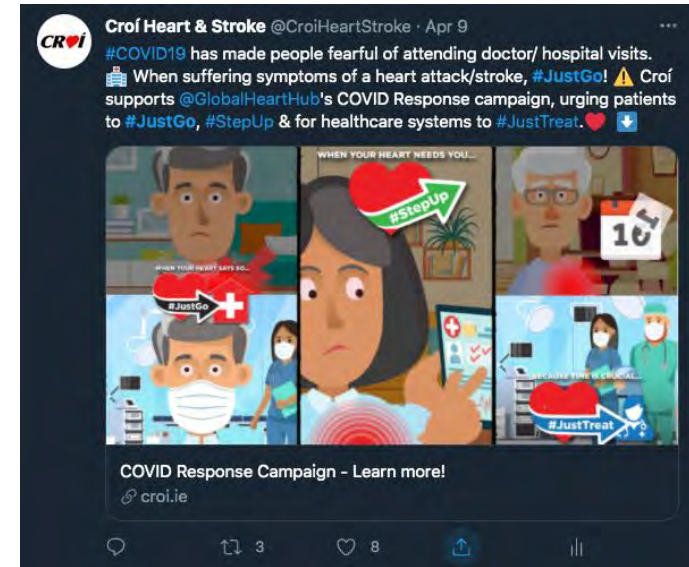 CROÍ
Croí Heart & Stroke @CroiHeartStroke · Apr 9
#COVID19 has made people fearful of attending doctor/ hospital visits.
🏥 When suffering symptoms of a heart attack/stroke, #JustGo! ⚠️ Croí
supports @GlobalHeartHub's COVID Response campaign, urging patients
to #JustGo, #StepUp & for healthcare systems to #JustTreat.❤️ ⬇️
WHEN YOUR HEART SAYS SO...
#JustGo
WHEN YOUR HEART NEEDS YOU...
#StepUp
BECAUSE TIME IS CRUCIAL...
#JustTreat
COVID Response Campaign - Learn more!
croi.ie
3 8